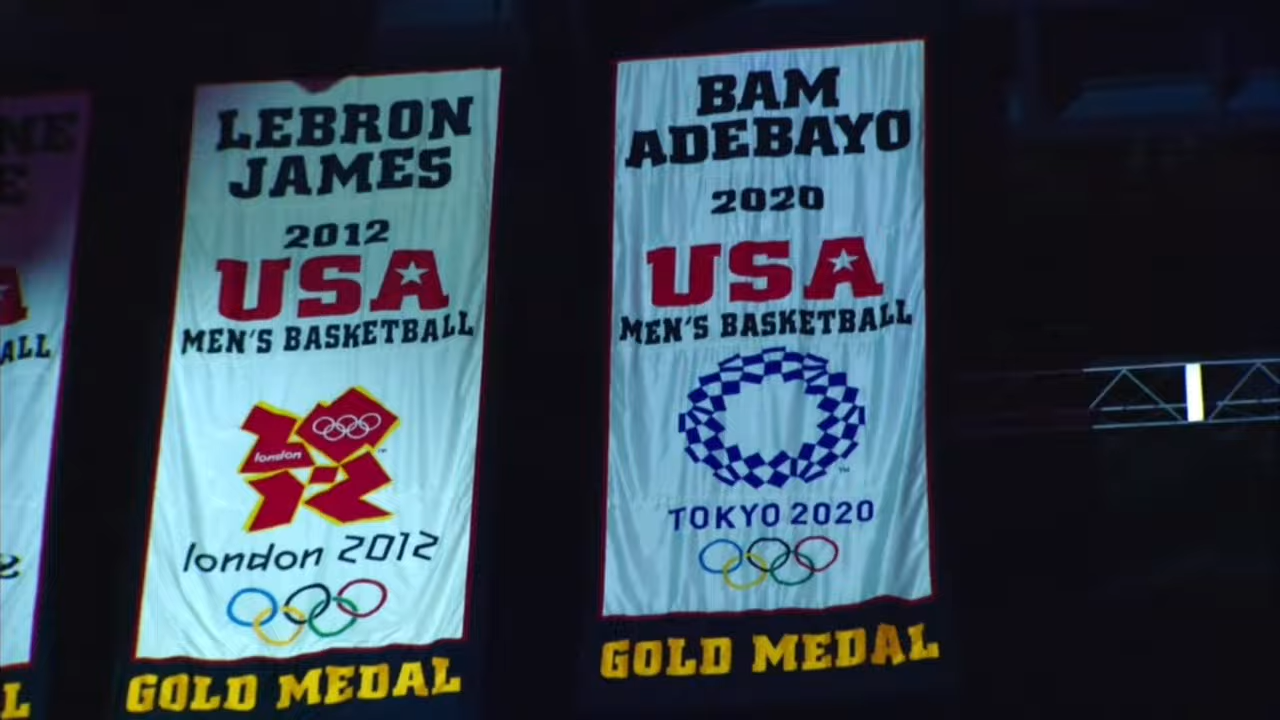 LEBRON
JAMES
2012
USA
MEN'S BASKETBALL
london
london 2012
GOLD MEDAL
BAM
ADEBAYO
2020
USA
MEN'S BASKETBALL
TOKYO 2020
GOLD MEDAL